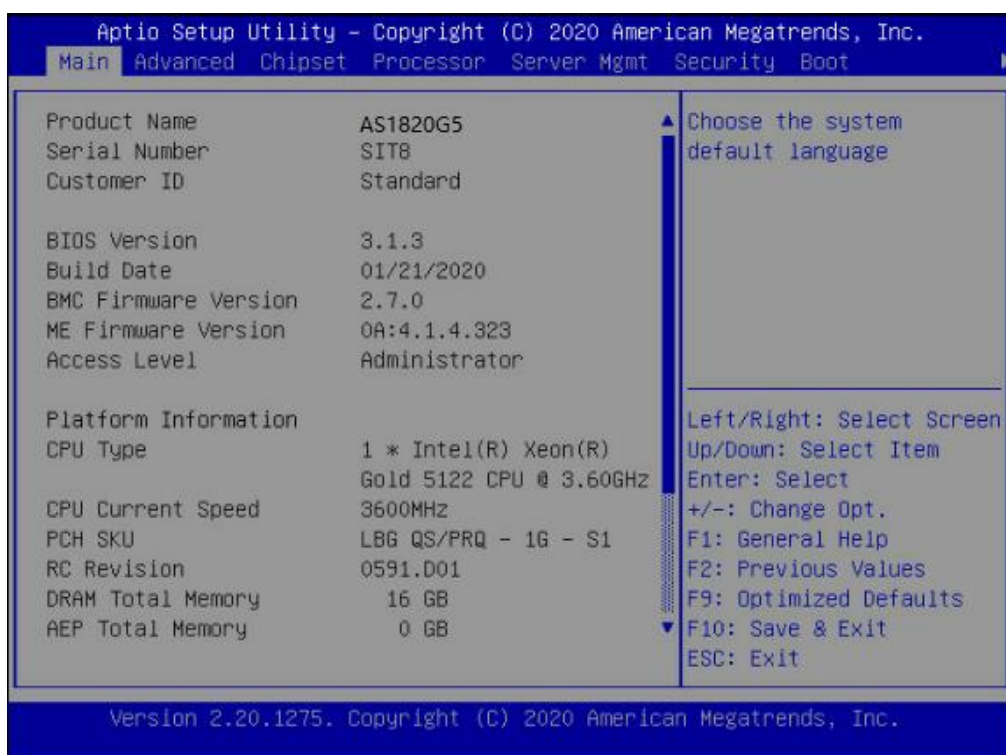 Aptio Setup Utility – Copyright (C) 2020 American Megatrends, Inc.
Main Advanced Chipset Processor Server Mgmt Security Boot
Product Name AS1820G5
Serial Number SIT8
Customer ID Standard
BIOS Version 3.1.3
Build Date 01/21/2020
BMC Firmware Version 2.7.0
ME Firmware Version 0A:4.1.4.323
Access Level Administrator
Platform Information
CPU Type 1 * Intel(R) Xeon(R)
Gold 5122 CPU @ 3.60GHz
CPU Current Speed 3600MHz
PCH SKU LBG QS/PRQ - 1G - S1
RC Revision 0591.D01
DRAM Total Memory 16 GB
AEP Total Memory 0 GB
Choose the system
default language
Left/Right: Select Screen
Up/Down: Select Item
Enter: Select
+/-: Change Opt.
F1: General Help
F2: Previous Values
F9: Optimized Defaults
F10: Save & Exit
ESC: Exit
Version 2.20.1275. Copyright (C) 2020 American Megatrends, Inc.